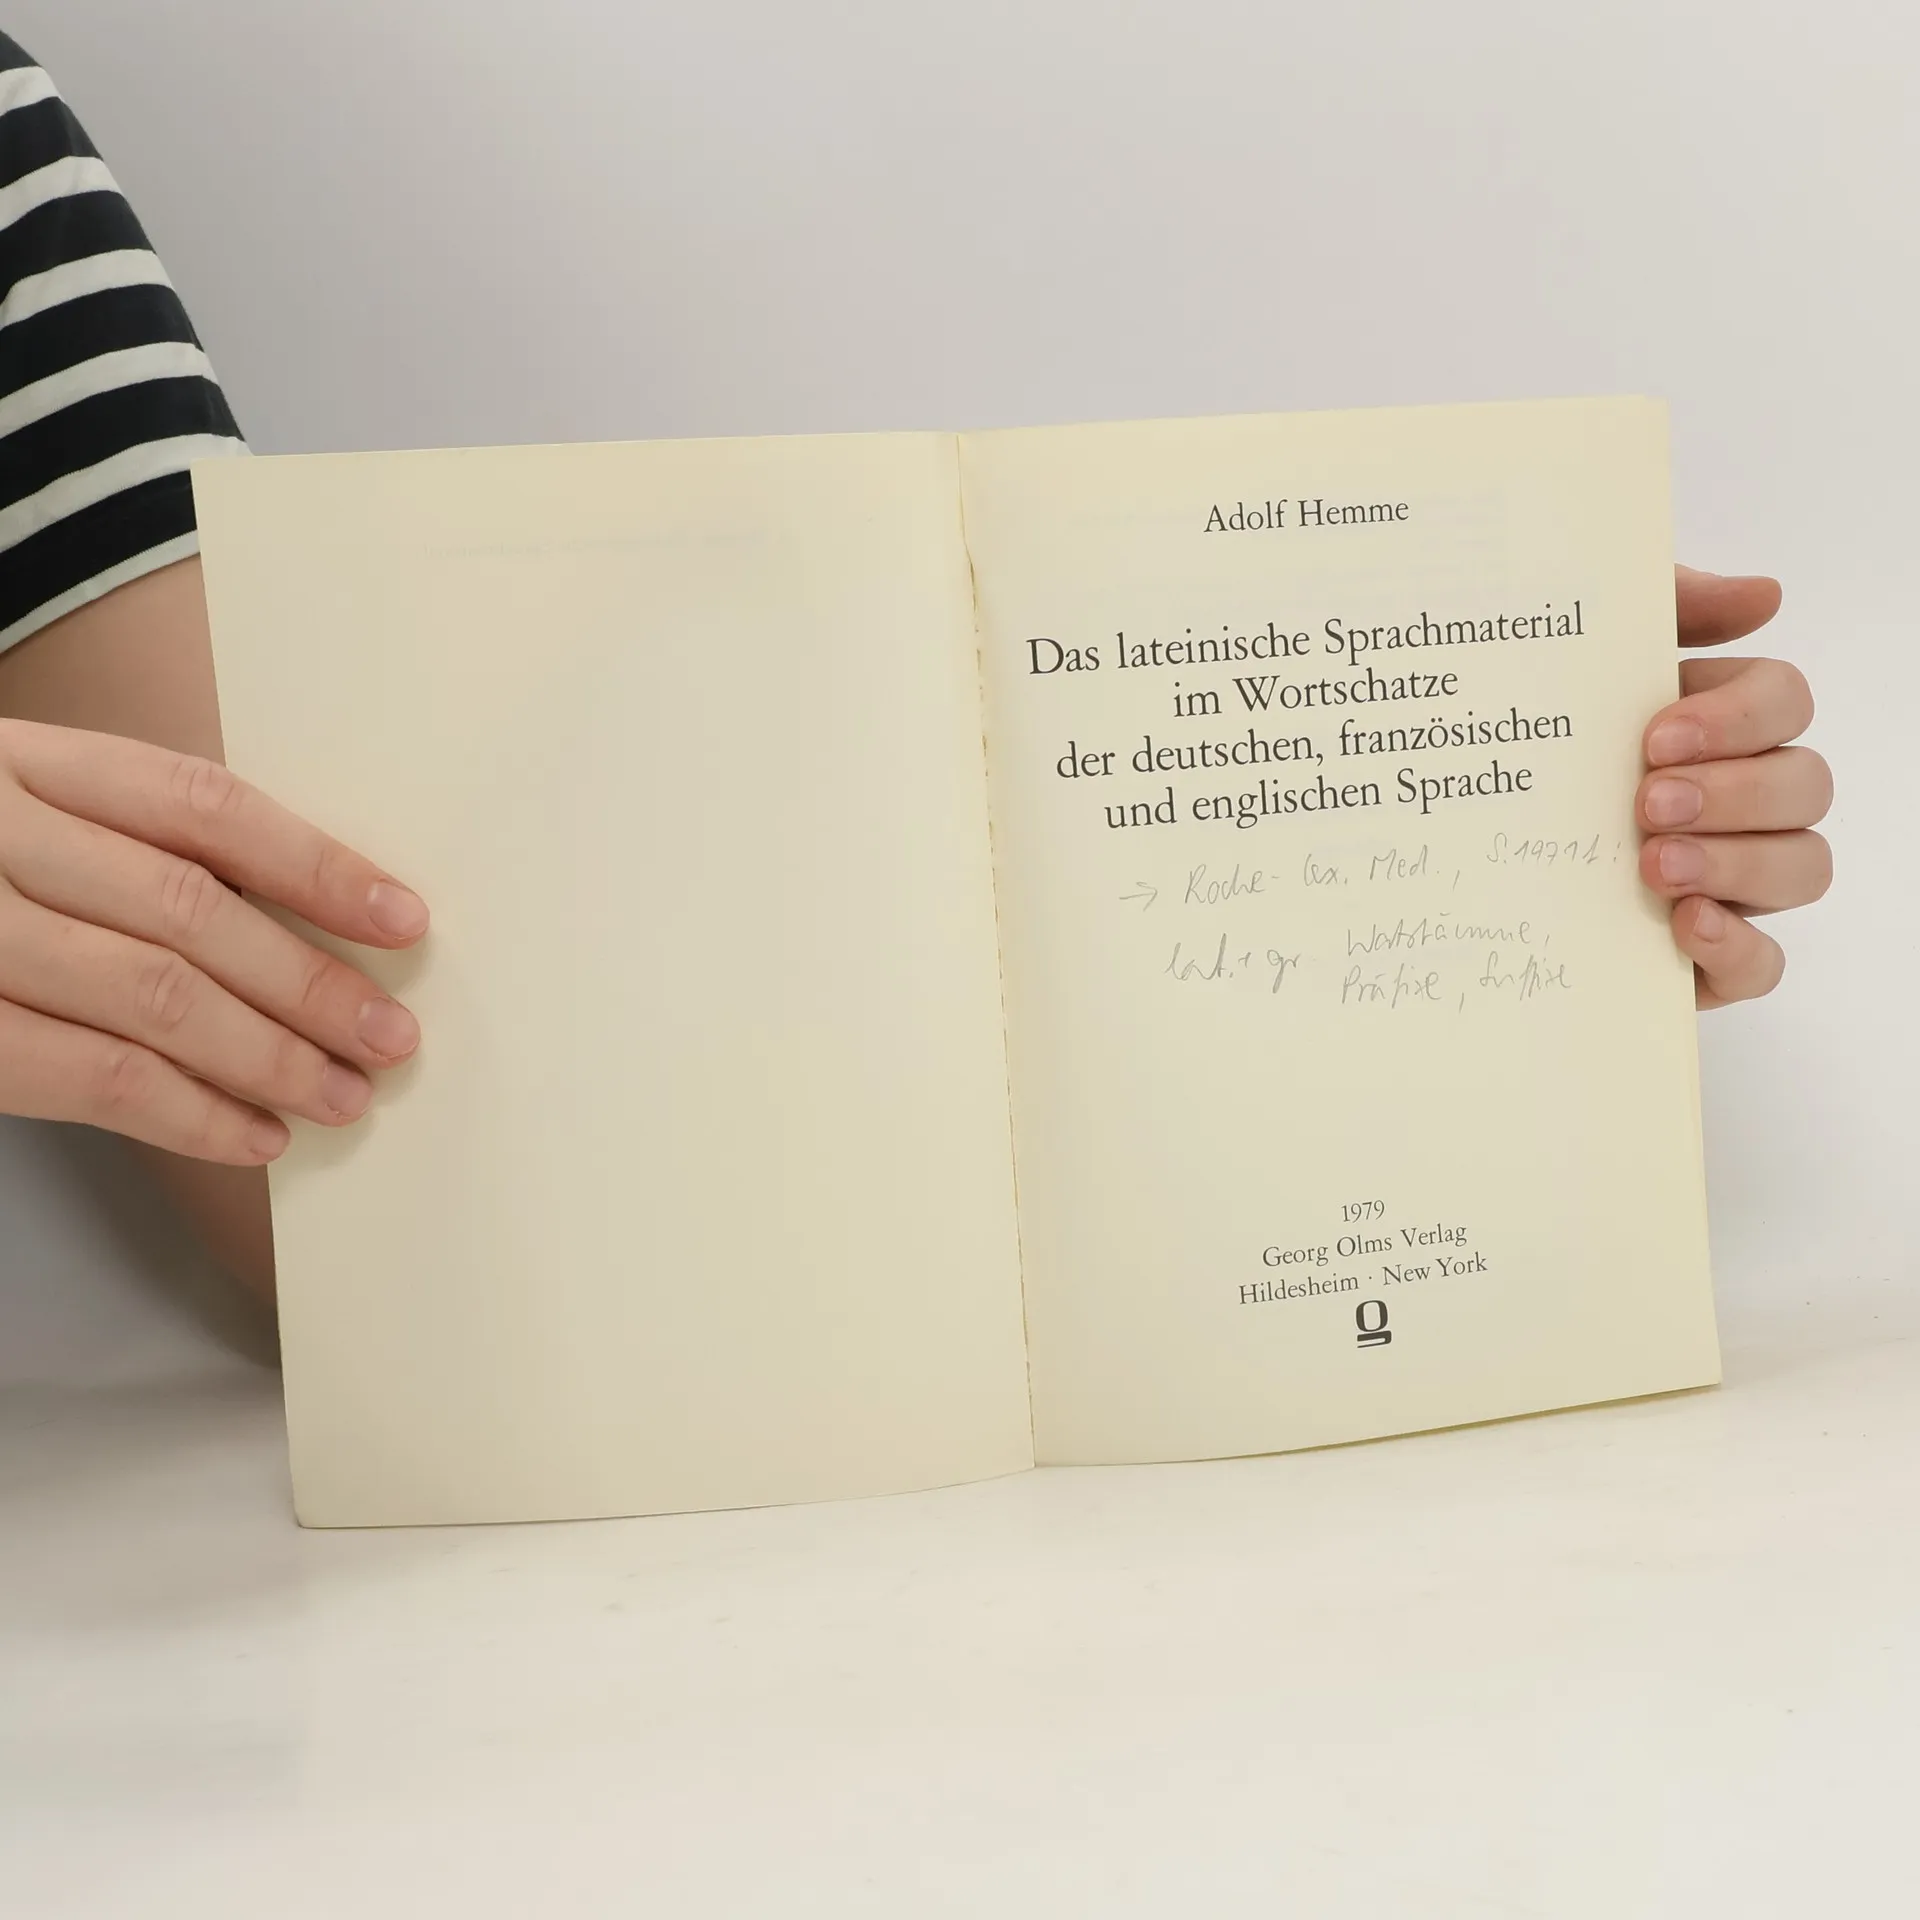 Adolf Hemme
Das lateinische Sprachmaterial
im Wortschatze
der deutschen, französischen
und englischen Sprache
→ Roche-Lex. Med., S. 1971:
lat. + gr. Wortstämme,
Präfixe, Suffixe
1979
Georg Olms Verlag
Hildesheim · New York